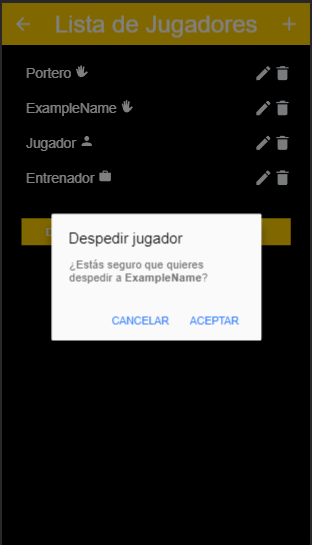 Lista de Jugadores
Portero
ExampleName
Jugador
Entrenador
Despedir jugador
¿Estás seguro que quieres
despedir a ExampleName?
CANCELAR ACEPTAR